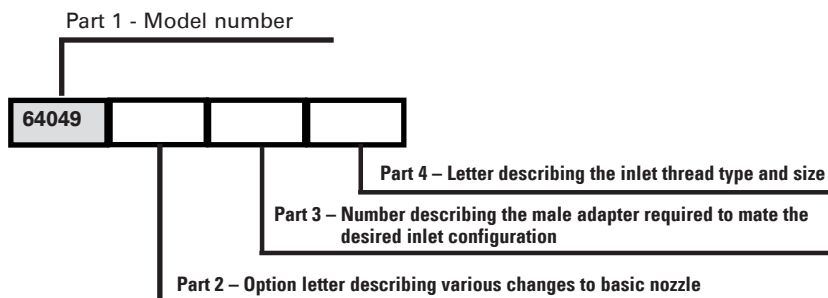 Part 1 - Model number
64049
Part 4 – Letter describing the inlet thread type and size
Part 3 – Number describing the male adapter required to mate the
desired inlet configuration
Part 2 – Option letter describing various changes to basic nozzle